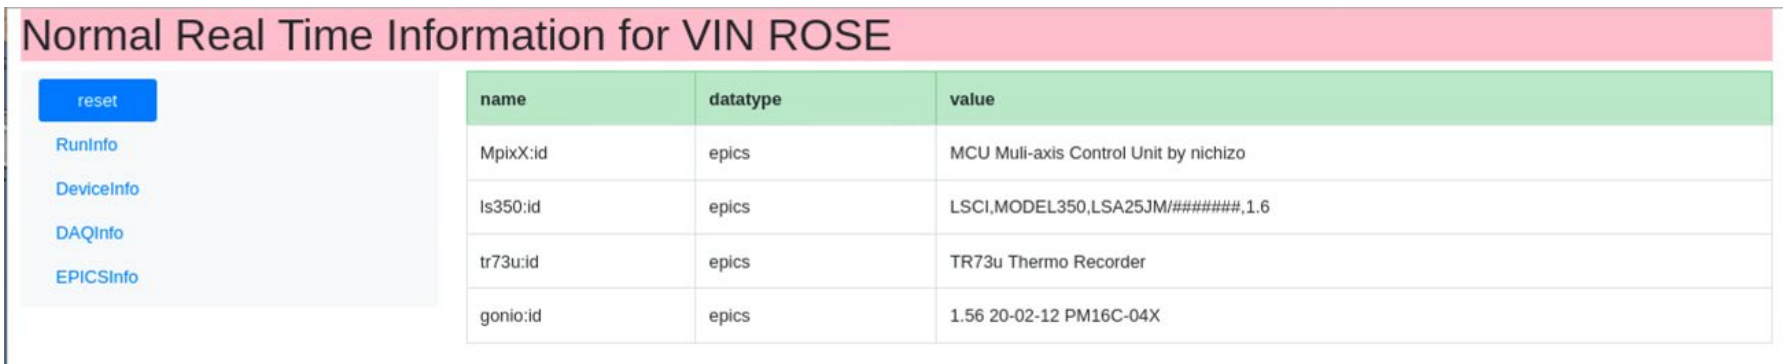 Normal Real Time Information for VIN ROSE
reset
RunInfo
DeviceInfo
DAQInfo
EPICSInfo
name datatype value
MpixX:id epics MCU Muli-axis Control Unit by nichizo
ls350:id epics LSCI,MODEL350,LSA25JM/#######,1.6
tr73u:id epics TR73u Thermo Recorder
gonio:id epics 1.56 20-02-12 PM16C-04X